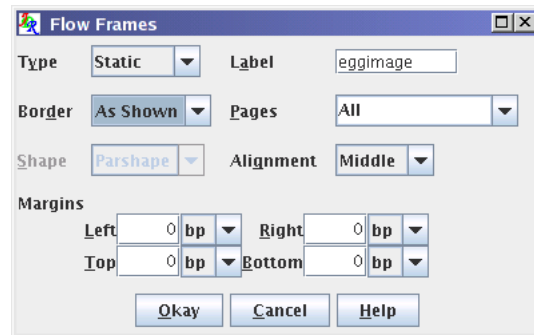 Flow Frames
Type Static Label eggimage
Border As Shown Pages All
Shape Parshape Alignment Middle
Margins
Left 0 bp Right 0 bp
Top 0 bp Bottom 0 bp
Okay Cancel Help